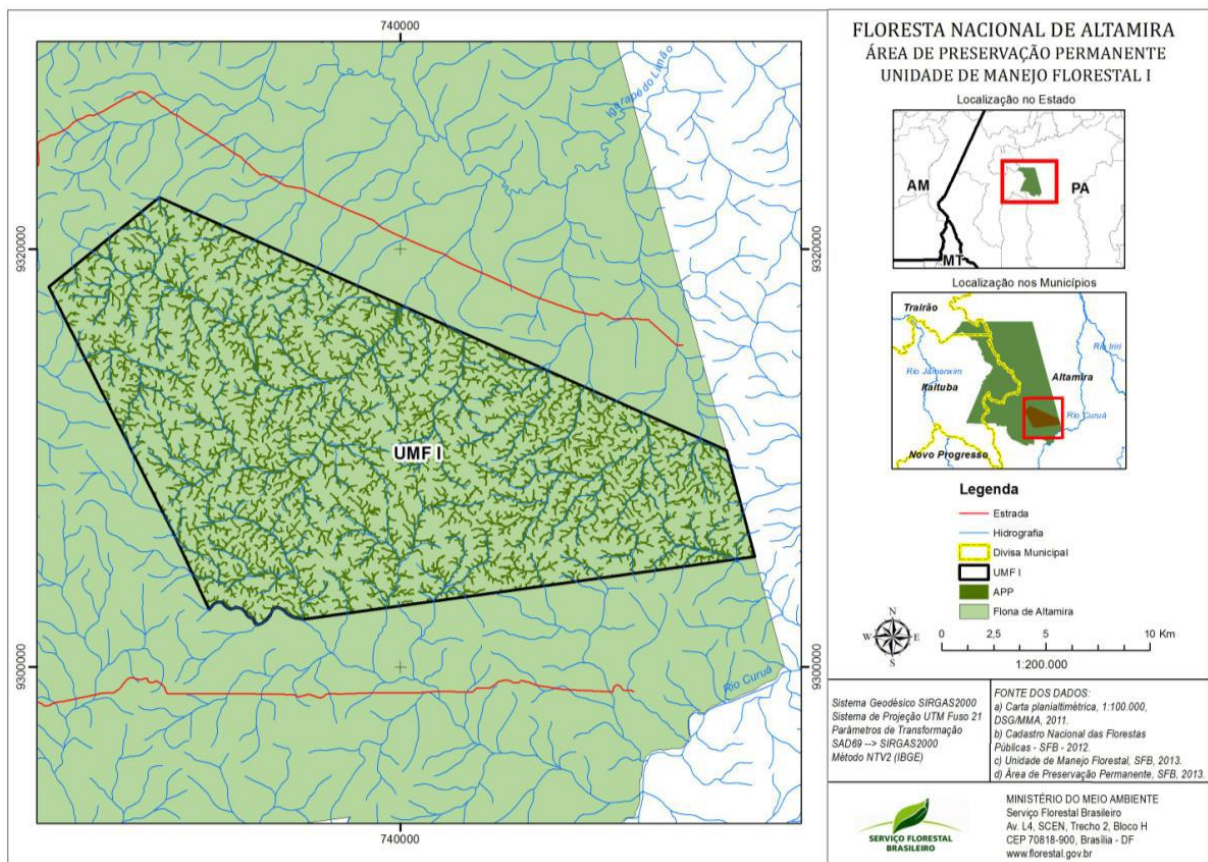 740000
9320000
9320000
Igarapé do Limão
UMF I
9300000
9300000
Rio Curuá
740000
FLORESTA NACIONAL DE ALTAMIRA
ÁREA DE PRESERVAÇÃO PERMANENTE
UNIDADE DE MANEJO FLORESTAL I
Localização no Estado
AM
PA
MT
Localização nos Municípios
Trairão
Rio Iriri
Rio Jamanxim
Altamira
Itaituba
Rio Curuá
Novo Progresso
Legenda
Estrada
Hidrografia
Divisa Municipal
UMF I
APP
Flona de Altamira
N
W E
S
0 2,5 5 10 Km
1:200.000
Sistema Geodésico SIRGAS2000
Sistema de Projeção UTM Fuso 21
Parâmetros de Transformação
SAD69 --> SIRGAS2000
Método NTV2 (IBGE)
FONTE DOS DADOS:
a) Carta planialtimétrica, 1:100.000,
DSG/MMA, 2011.
b) Cadastro Nacional das Florestas
Públicas - SFB - 2012.
c) Unidade de Manejo Florestal, SFB, 2013.
d) Área de Preservação Permanente, SFB, 2013.
SERVIÇO FLORESTAL
BRASILEIRO
MINISTÉRIO DO MEIO AMBIENTE
Serviço Florestal Brasileiro
Av. L4, SCEN, Trecho 2, Bloco H
CEP 70818-900, Brasília - DF
www.florestal.gov.br